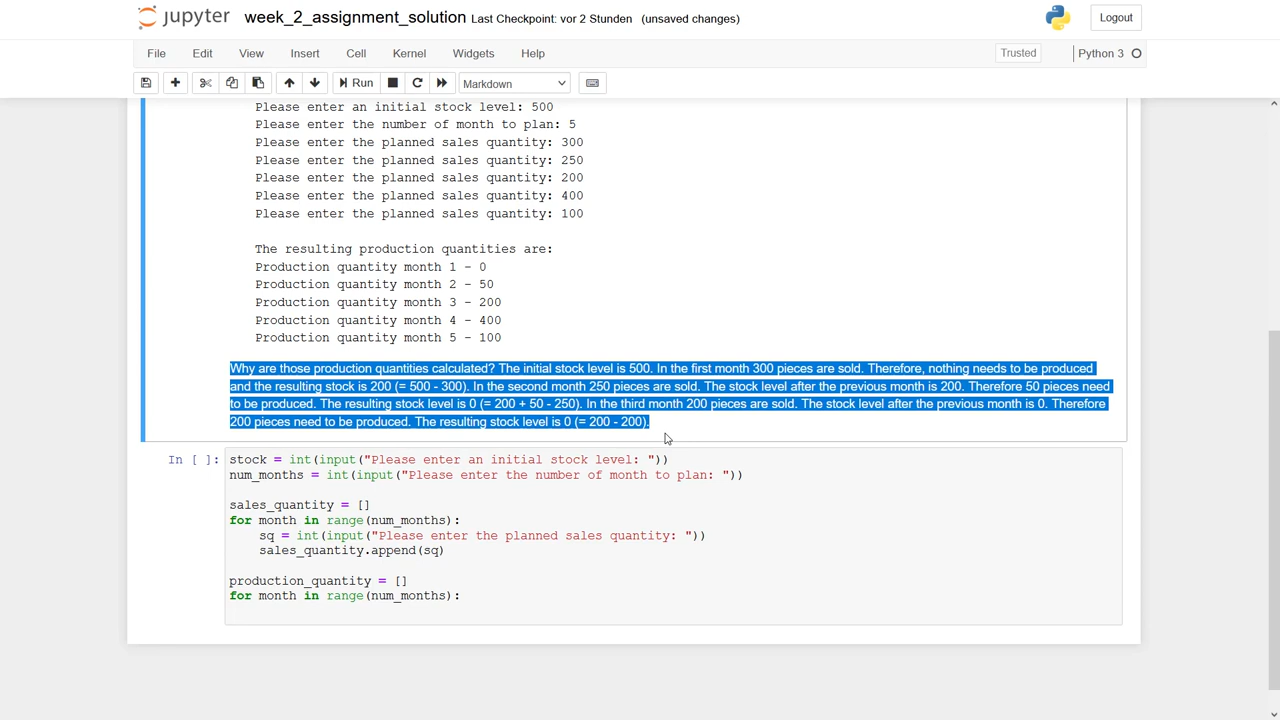 jupyter week_2_assignment_solution Last Checkpoint: vor 2 Stunden (unsaved changes) Logout
File Edit View Insert Cell Kernel Widgets Help Trusted Python 3
Run Markdown
Please enter an initial stock level: 500
Please enter the number of month to plan: 5
Please enter the planned sales quantity: 300
Please enter the planned sales quantity: 250
Please enter the planned sales quantity: 200
Please enter the planned sales quantity: 400
Please enter the planned sales quantity: 100
The resulting production quantities are:
Production quantity month 1 - 0
Production quantity month 2 - 50
Production quantity month 3 - 200
Production quantity month 4 - 400
Production quantity month 5 - 100
Why are those production quantities calculated? The initial stock level is 500. In the first month 300 pieces are sold. Therefore, nothing needs to be produced
and the resulting stock is 200 (= 500 - 300). In the second month 250 pieces are sold. The stock level after the previous month is 200. Therefore 50 pieces need
to be produced. The resulting stock level is 0 (= 200 + 50 - 250). In the third month 200 pieces are sold. The stock level after the previous month is 0. Therefore
200 pieces need to be produced. The resulting stock level is 0 (= 200 - 200).
In [ ]: stock = int(input("Please enter an initial stock level: "))
num_months = int(input("Please enter the number of month to plan: "))
sales_quantity = []
for month in range(num_months):
    sq = int(input("Please enter the planned sales quantity: "))
    sales_quantity.append(sq)
production_quantity = []
for month in range(num_months):